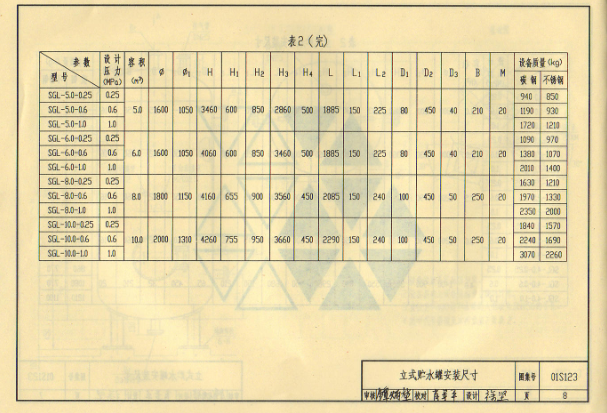 表2（完）
参数 设计压力(MPa) 容积(m³) Ø Ø1 H H1 H2 H3 H4 L L1 L2 D1 D2 D3 B M 设备质量(kg)
型号 碳钢 不锈钢
SGL-5.0-0.25 0.25 940 850
SGL-5.0-0.6 0.6 5.0 1600 1050 3460 600 850 2860 500 1885 150 225 80 450 40 210 20 1190 930
SGL-5.0-1.0 1.0 1720 1210
SGL-6.0-0.25 0.25 1090 970
SGL-6.0-0.6 0.6 6.0 1600 1050 4060 600 850 3460 500 1885 150 225 80 450 40 210 20 1380 1070
SGL-6.0-1.0 1.0 2010 1400
SGL-8.0-0.25 0.25 1630 1210
SGL-8.0-0.6 0.6 8.0 1800 1150 4160 655 900 3560 450 2085 150 240 100 450 50 250 20 1970 1330
SGL-8.0-1.0 1.0 2350 2000
SGL-10.0-0.25 0.25 1840 1570
SGL-10.0-0.6 0.6 10.0 2000 1310 4260 755 950 3660 450 2290 150 240 100 450 50 250 20 2240 1690
SGL-10.0-1.0 1.0 3070 2260
立式贮水罐安装尺寸 图集号 01S123
审核 校对 设计 页 8